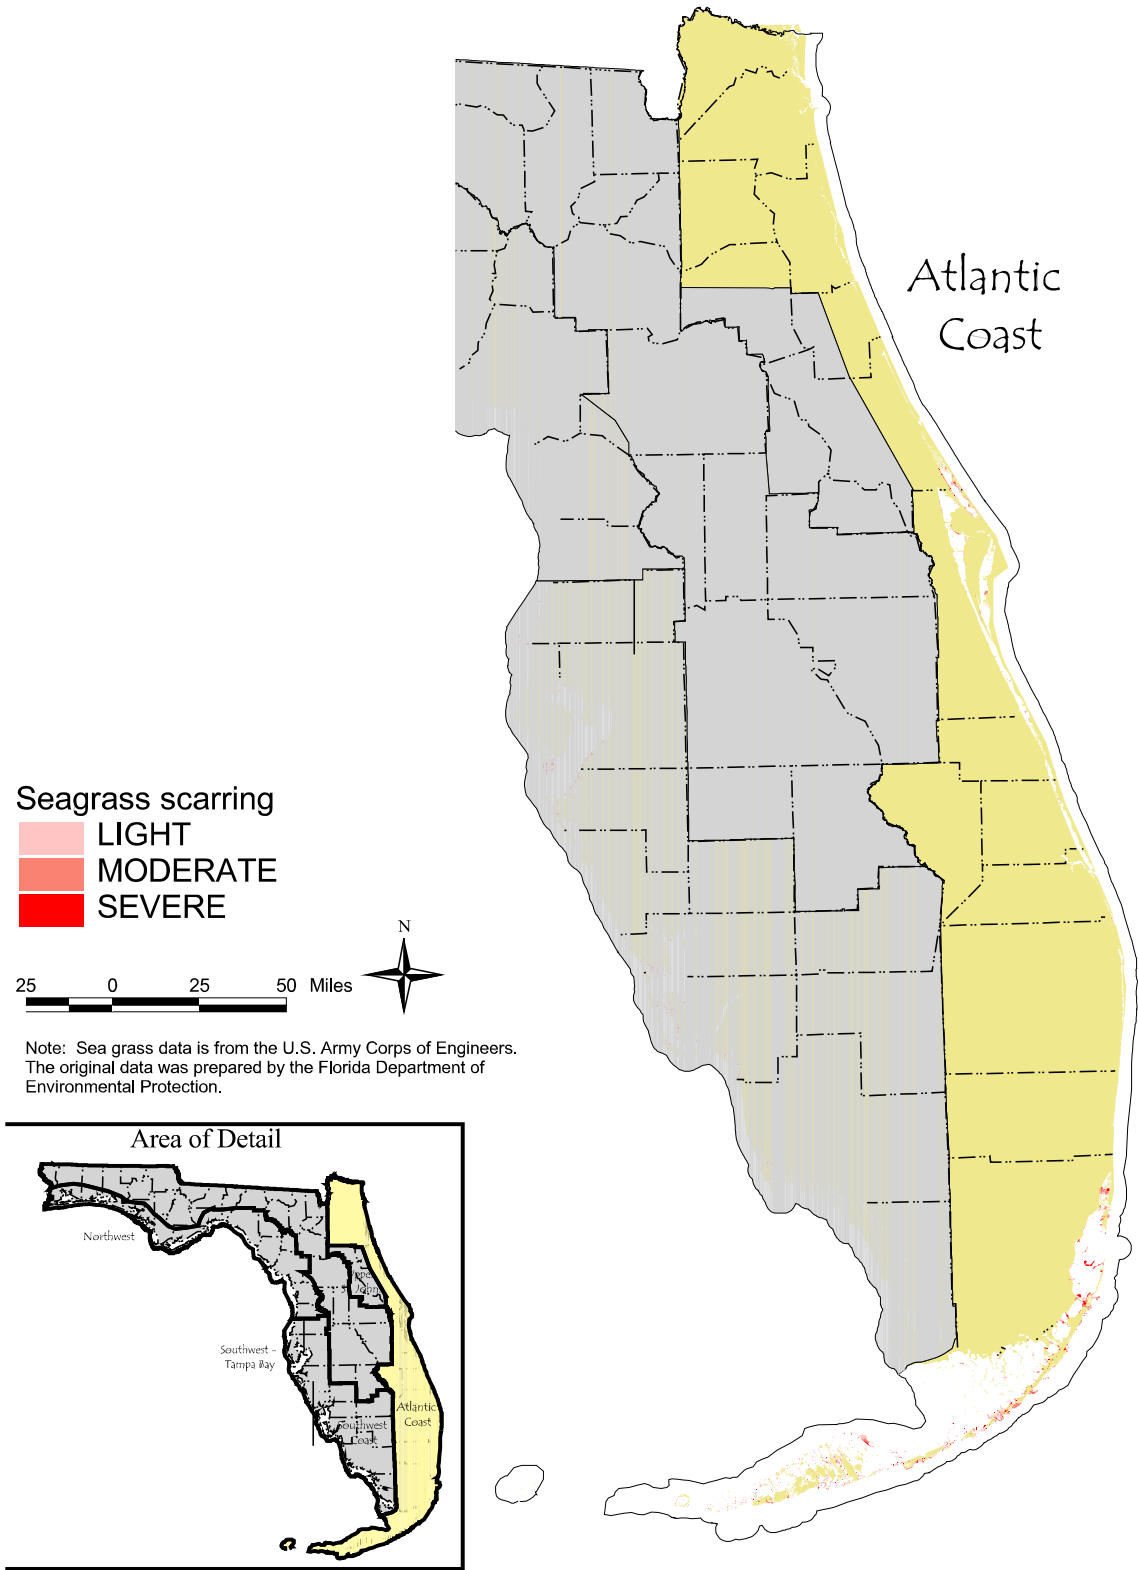 Atlantic
Coast
Seagrass scarring
LIGHT
MODERATE
SEVERE
N
25 0 25 50 Miles
Note: Sea grass data is from the U.S. Army Corps of Engineers.
The original data was prepared by the Florida Department of
Environmental Protection.
Area of Detail
Northwest
Southwest -
Tampa Bay
Atlantic
Coast
Southwest
Coast